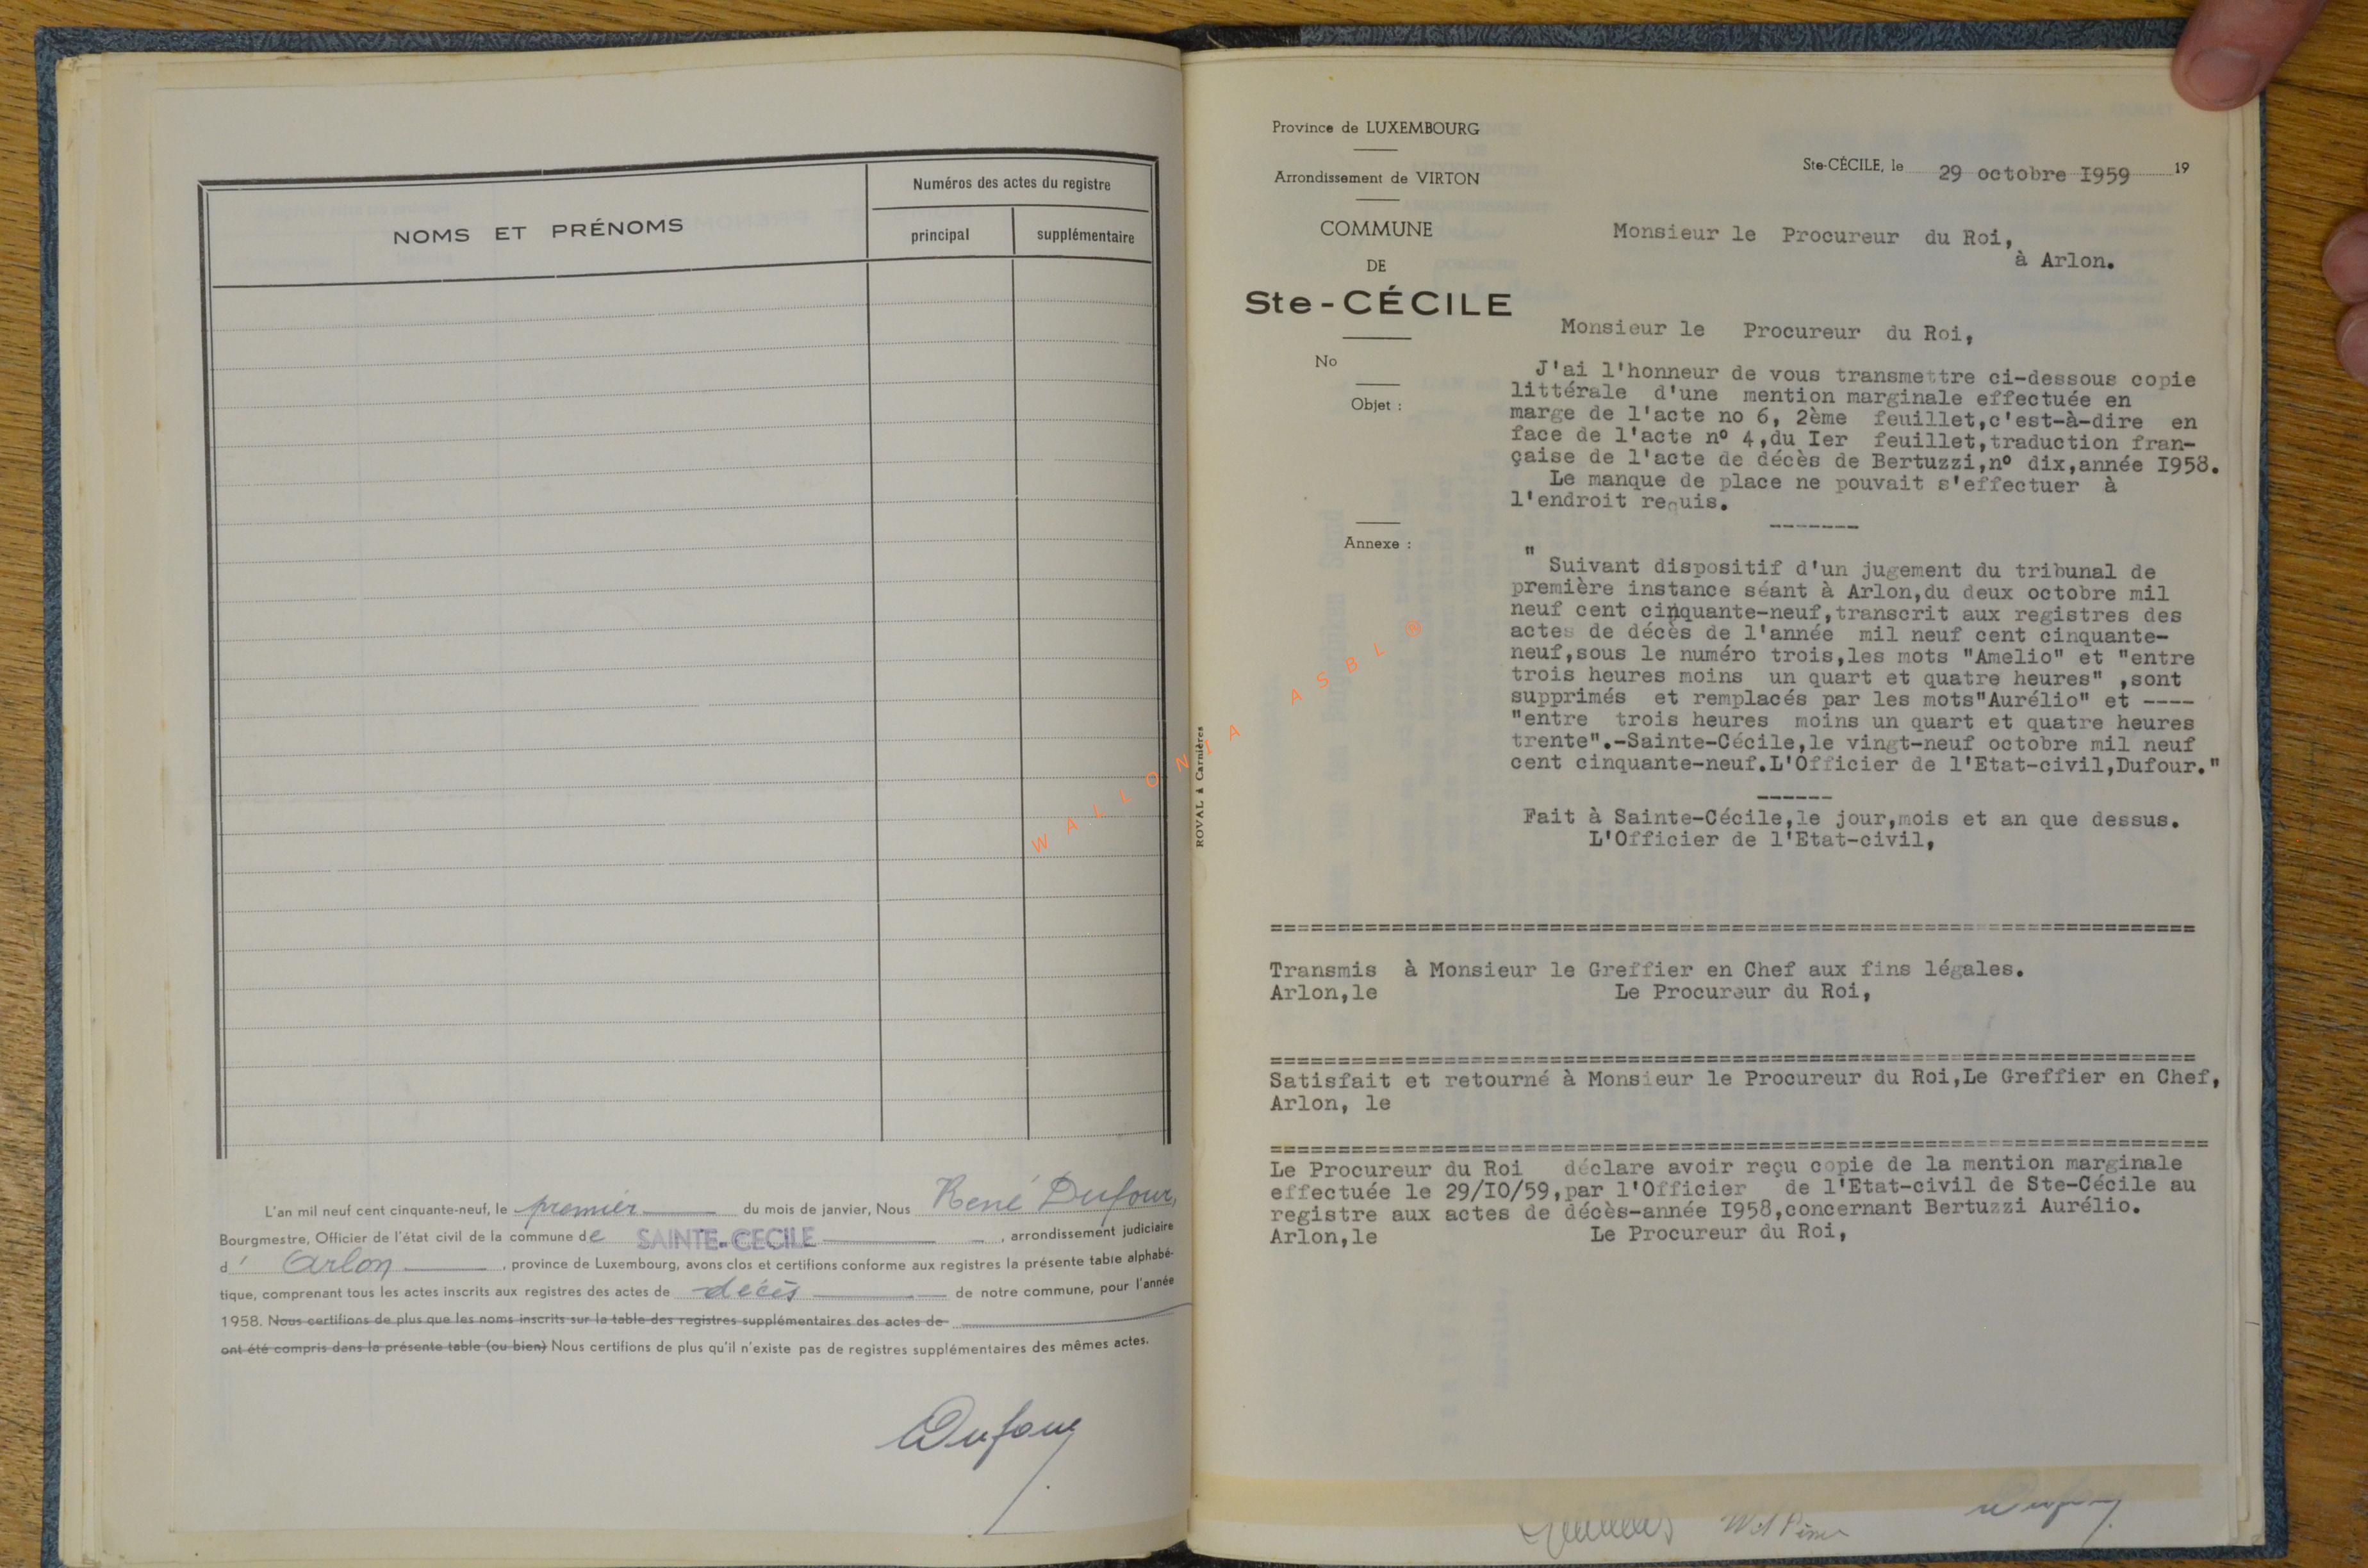 NOMS ET PRÉNOMS
Numéros des actes du registre
principal
supplémentaire
L'an mil neuf cent cinquante-neuf, le premier du mois de janvier, Nous René Dufour,
Bourgmestre, Officier de l'état civil de la commune de SAINTE-CECILE , arrondissement judiciaire
d' Arlon , province de Luxembourg, avons clos et certifions conforme aux registres la présente table alphabé-
tique, comprenant tous les actes inscrits aux registres des actes de décès de notre commune, pour l'année
1958. Nous certifions de plus que les noms inscrits sur la table des registres supplémentaires des actes de
ont été compris dans la présente table (ou bien) Nous certifions de plus qu'il n'existe pas de registres supplémentaires des mêmes actes.
Dufour
ROVAL à Carnières
WALLONIA ASBL ®
Province de LUXEMBOURG
Arrondissement de VIRTON
COMMUNE
DE
Ste-CÉCILE
No
Objet :
Annexe :
Ste-CÉCILE, le 29 octobre I959 19
Monsieur le Procureur du Roi,
à Arlon.
Monsieur le Procureur du Roi,
J'ai l'honneur de vous transmettre ci-dessous copie
littérale d'une mention marginale effectuée en
marge de l'acte no 6, 2ème feuillet,c'est-à-dire en
face de l'acte nº 4,du Ier feuillet,traduction fran-
çaise de l'acte de décès de Bertuzzi,nº dix,année I958.
Le manque de place ne pouvait s'effectuer à
l'endroit requis.
-------
"
Suivant dispositif d'un jugement du tribunal de
première instance séant à Arlon,du deux octobre mil
neuf cent cinquante-neuf,transcrit aux registres des
actes de décès de l'année mil neuf cent cinquante-
neuf,sous le numéro trois,les mots "Amelio" et "entre
trois heures moins un quart et quatre heures" ,sont
supprimés et remplacés par les mots"Aurélio" et ----
"entre trois heures moins un quart et quatre heures
trente".-Sainte-Cécile,le vingt-neuf octobre mil neuf
cent cinquante-neuf.L'Officier de l'Etat-civil,Dufour."
------
Fait à Sainte-Cécile,le jour,mois et an que dessus.
L'Officier de l'Etat-civil,
Transmis à Monsieur le Greffier en Chef aux fins légales.
Arlon,le Le Procureur du Roi,
Satisfait et retourné à Monsieur le Procureur du Roi,Le Greffier en Chef,
Arlon, le
Le Procureur du Roi déclare avoir reçu copie de la mention marginale
effectuée le 29/IO/59,par l'Officier de l'Etat-civil de Ste-Cécile au
registre aux actes de décès-année I958,concernant Bertuzzi Aurélio.
Arlon,le Le Procureur du Roi,
Dufour